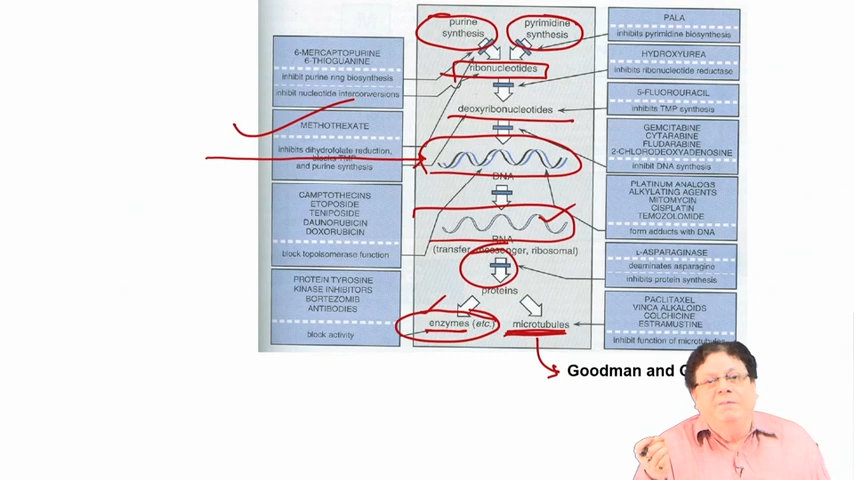 purine
synthesis
pyrimidine
synthesis
ribonucleotides
deoxyribonucleotides
DNA
RNA
(transfer, messenger, ribosomal)
proteins
enzymes (etc.)
microtubules
6-MERCAPTOPURINE
6-THIOGUANINE
inhibit purine ring biosynthesis
inhibit nucleotide interconversions
METHOTREXATE
inhibits dihydrofolate reduction,
blocks TMP
and purine synthesis
CAMPTOTHECINS
ETOPOSIDE
TENIPOSIDE
DAUNORUBICIN
DOXORUBICIN
block topoisomerase function
PROTEIN TYROSINE
KINASE INHIBITORS
BORTEZOMIB
ANTIBODIES
block activity
PALA
inhibits pyrimidine biosynthesis
HYDROXYUREA
inhibits ribonucleotide reductase
5-FLUOROURACIL
inhibits TMP synthesis
GEMCITABINE
CYTARABINE
FLUDARABINE
2-CHLORODEOXYADENOSINE
inhibit DNA synthesis
PLATINUM ANALOGS
ALKYLATING AGENTS
MITOMYCIN
CISPLATIN
TEMOZOLOMIDE
form adducts with DNA
L-ASPARAGINASE
deaminates asparagine
inhibits protein synthesis
PACLITAXEL
VINCA ALKALOIDS
COLCHICINE
ESTRAMUSTINE
inhibit function of microtubules
Goodman and